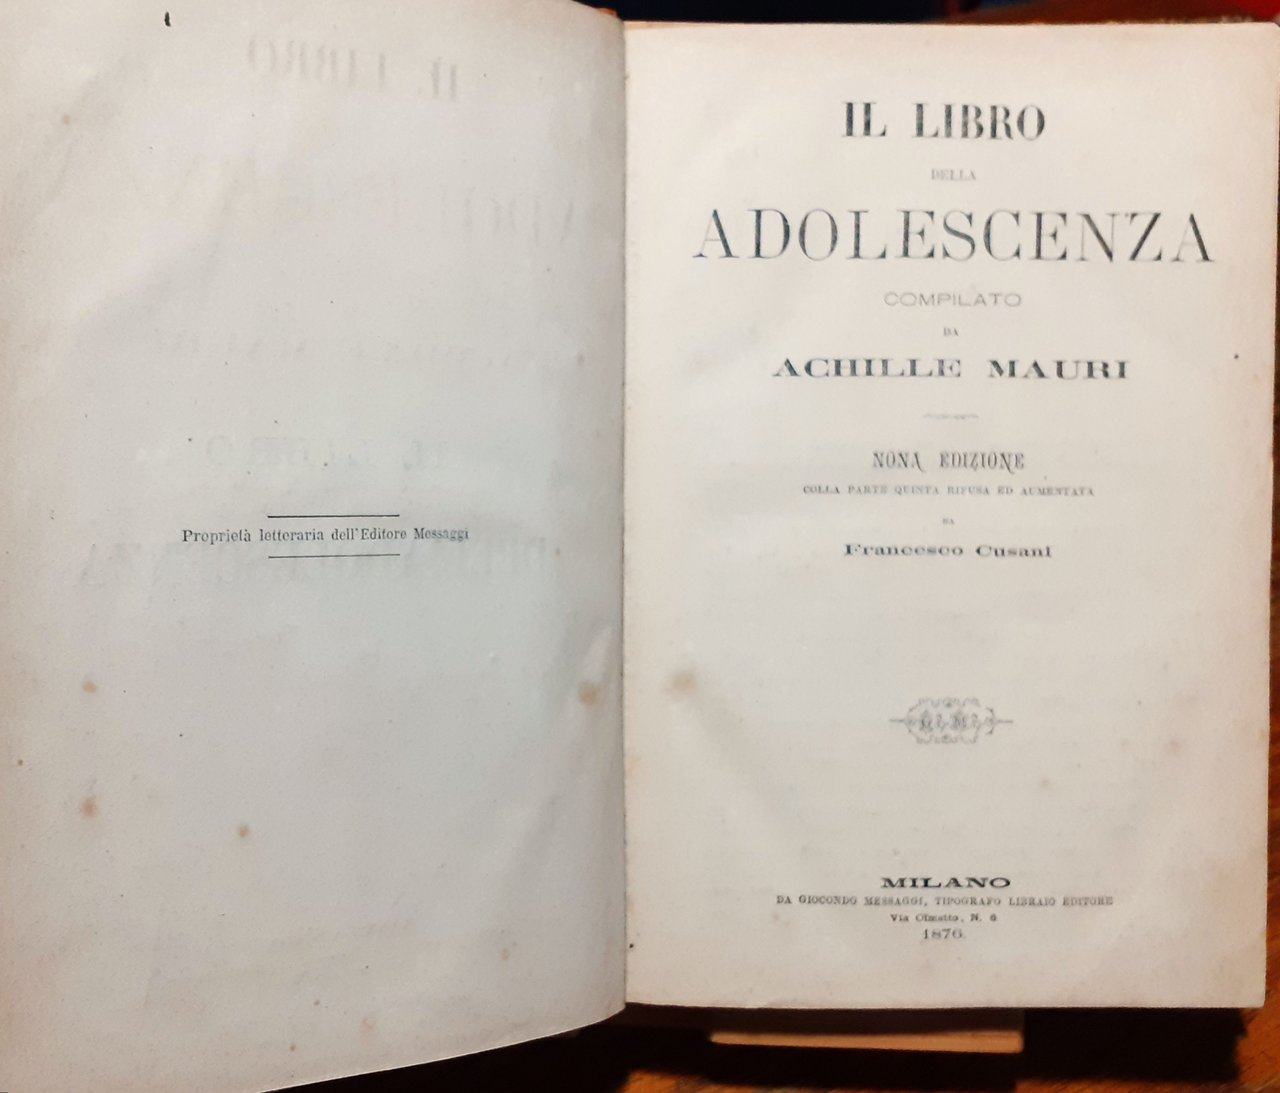 Proprietà letteraria dell'Editore Messaggi
IL LIBRO
DELLA
ADOLESCENZA
COMPILATO
DA
ACHILLE MAURI
NONA EDIZIONE
COLLA PARTE QUINTA RIFUSA ED AUMENTATA
DA
Francesco Cusani
G. M.
MILANO
DA GIOCONDO MESSAGGI, TIPOGRAFO LIBRAIO EDITORE
Via Olmetto, N. 6
1876.